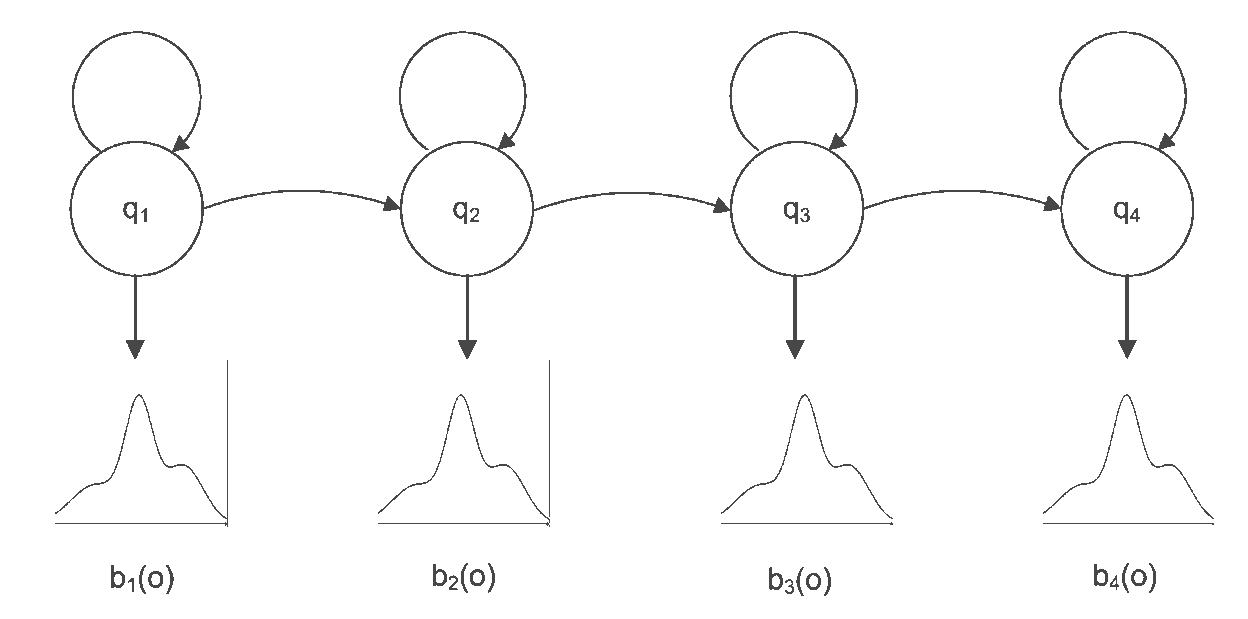 q₁ q₂ q₃ q₄
b₁(o) b₂(o) b₃(o) b₄(o)